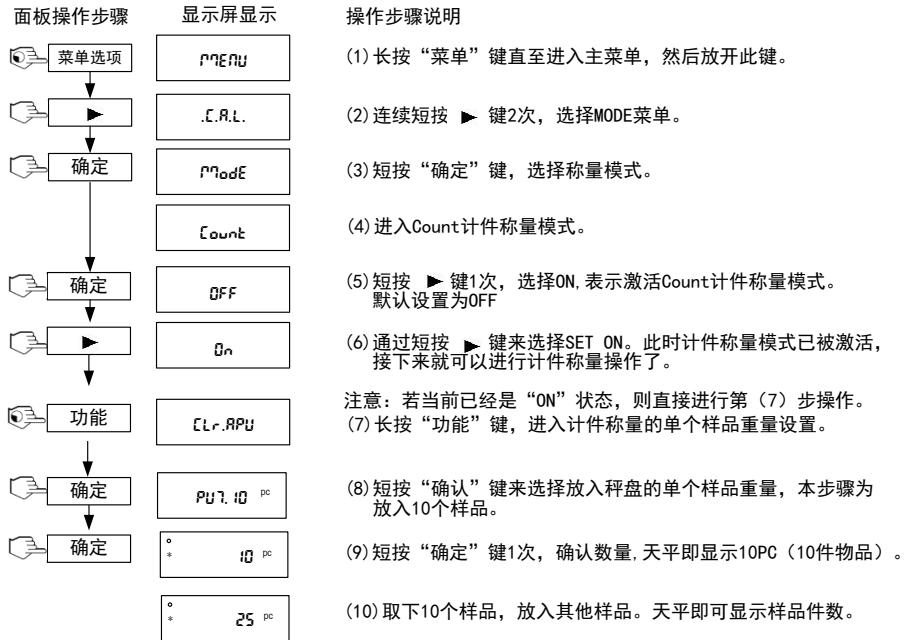 面板操作步骤 显示屏显示 操作步骤说明
菜单选项 MENU (1)长按“菜单”键直至进入主菜单，然后放开此键。
▶ .C.A.L. (2)连续短按 ▶ 键2次，选择MODE菜单。
确定 ModE (3)短按“确定”键，选择称量模式。
Count (4)进入Count计件称量模式。
确定 OFF (5)短按 ▶ 键1次，选择ON,表示激活Count计件称量模式。
默认设置为OFF
▶ On (6)通过短按 ▶ 键来选择SET ON。此时计件称量模式已被激活，
接下来就可以进行计件称量操作了。
注意：若当前已经是“ON”状态，则直接进行第（7）步操作。
功能 CLr.APU (7)长按“功能”键，进入计件称量的单个样品重量设置。
确定 PU7.10 pc (8)短按“确认”键来选择放入秤盘的单个样品重量，本步骤为
放入10个样品。
确定 ° * 10 pc (9)短按“确定”键1次，确认数量,天平即显示10PC（10件物品）。
° * 25 pc (10)取下10个样品，放入其他样品。天平即可显示样品件数。